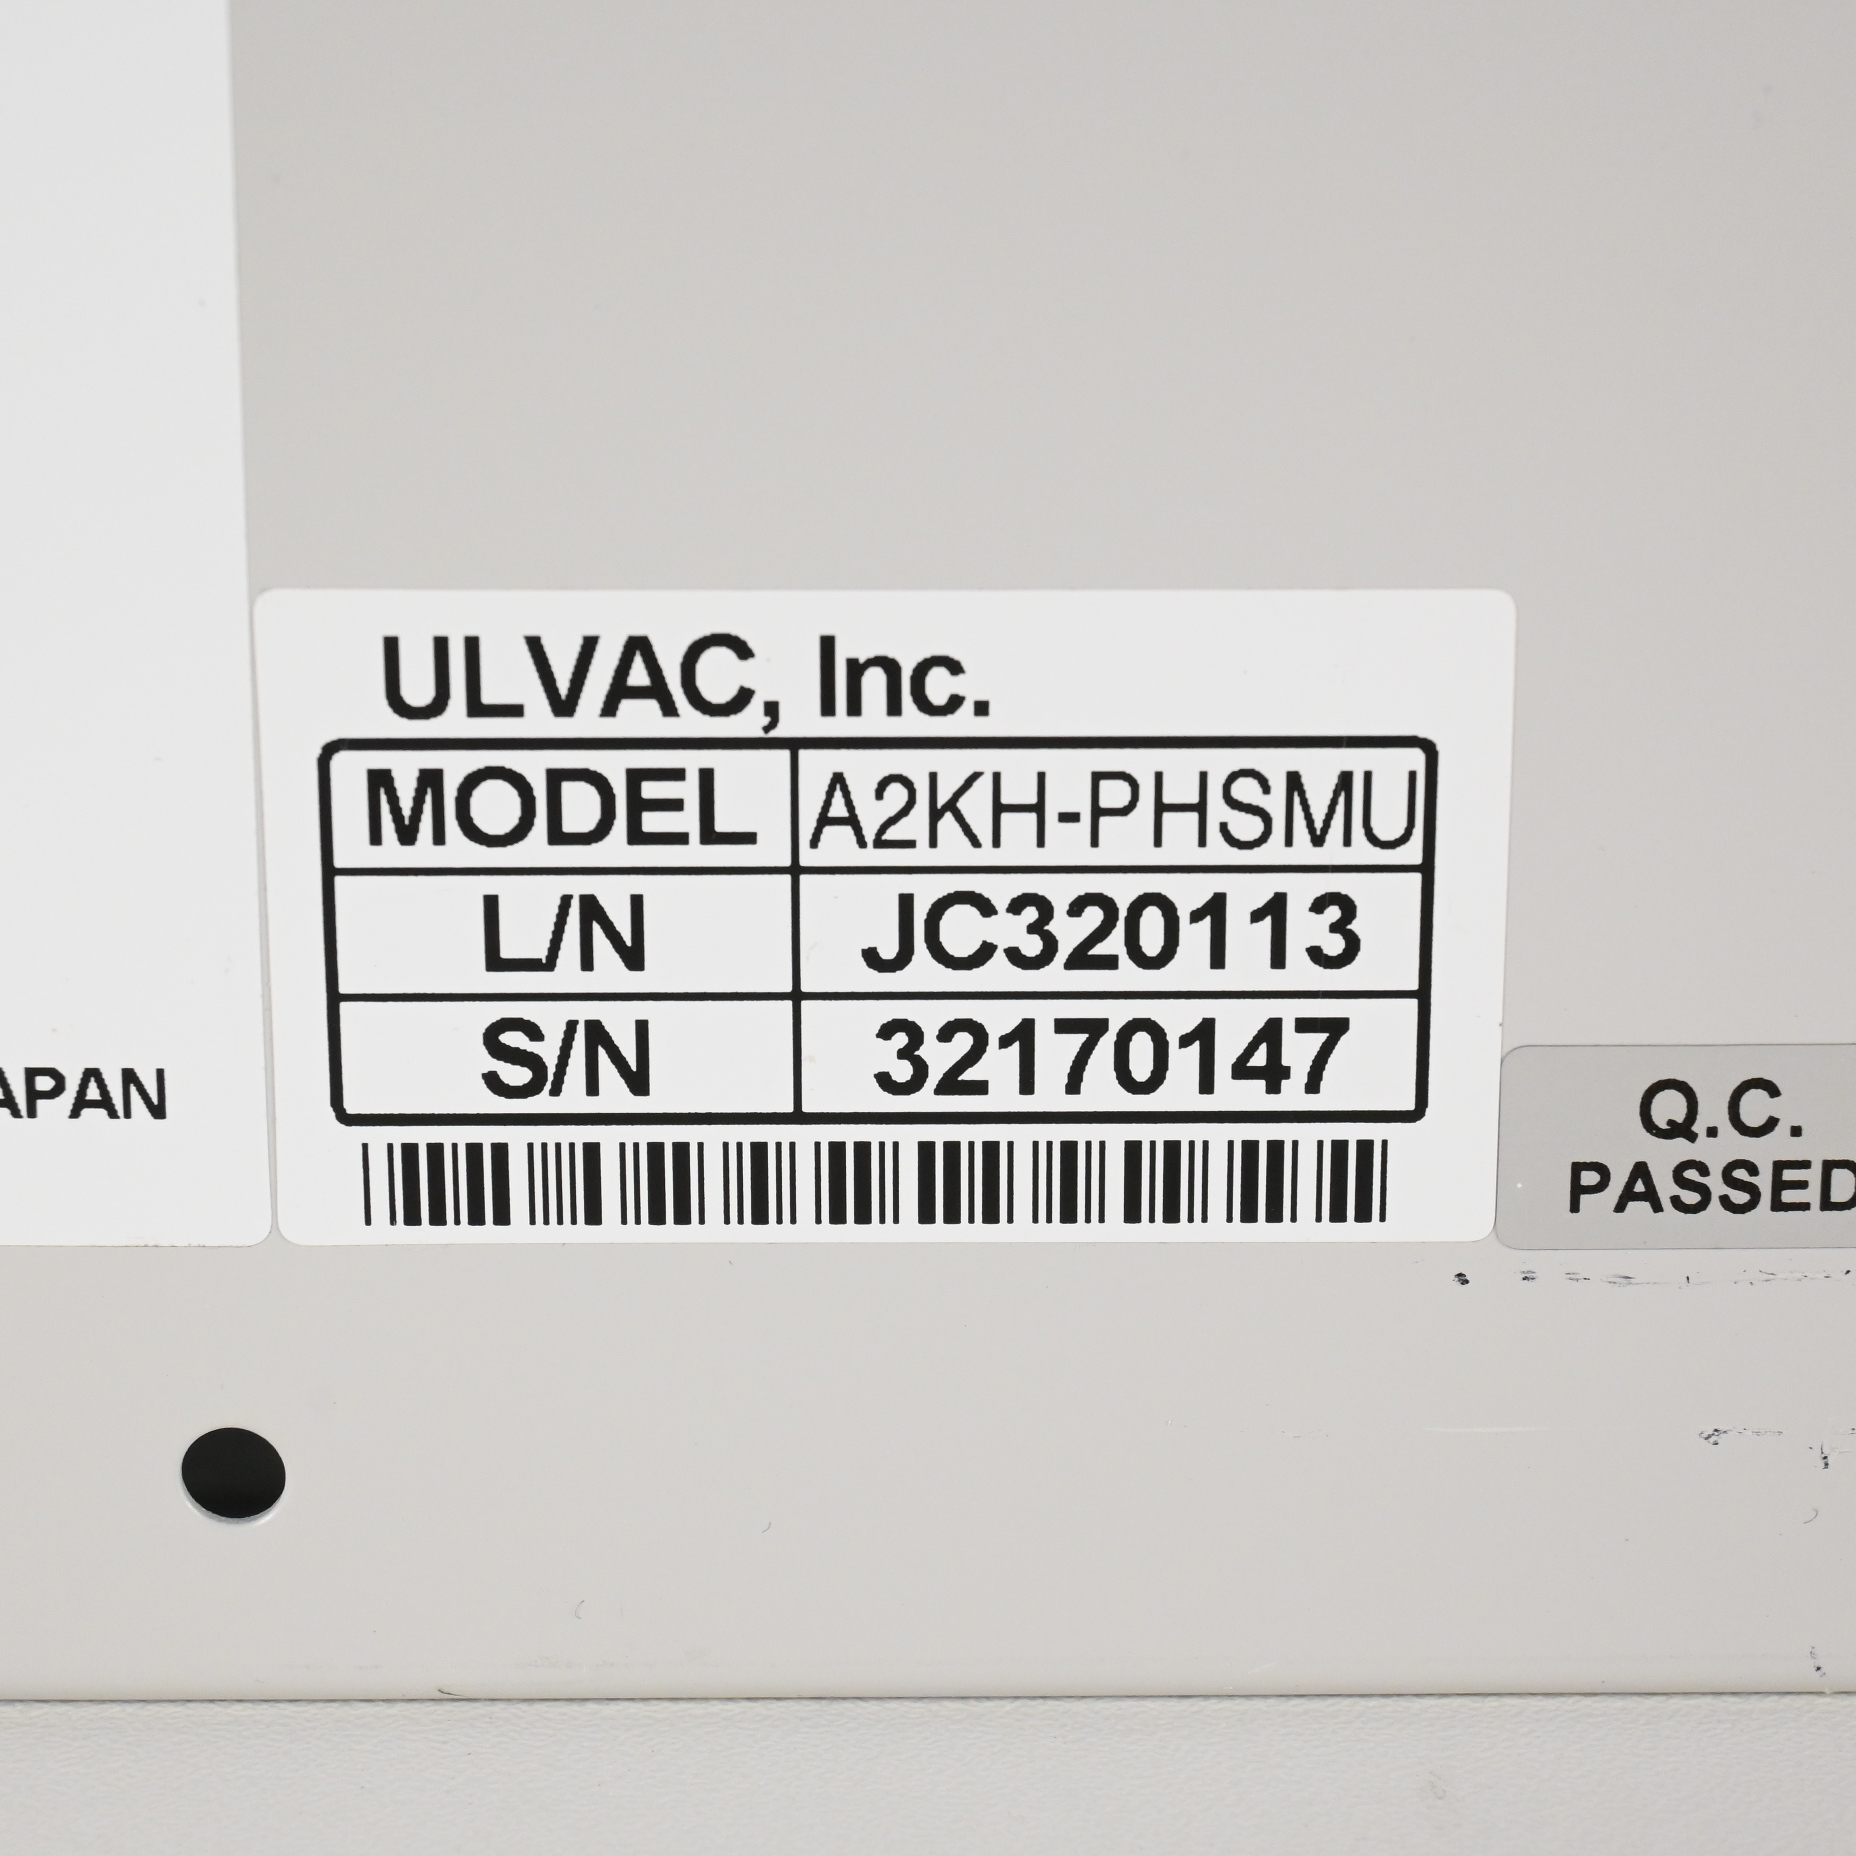 ULVAC, Inc.
MODEL A2KH-PHSMU
L/N JC320113
S/N 32170147
APAN
Q.C.
PASSED